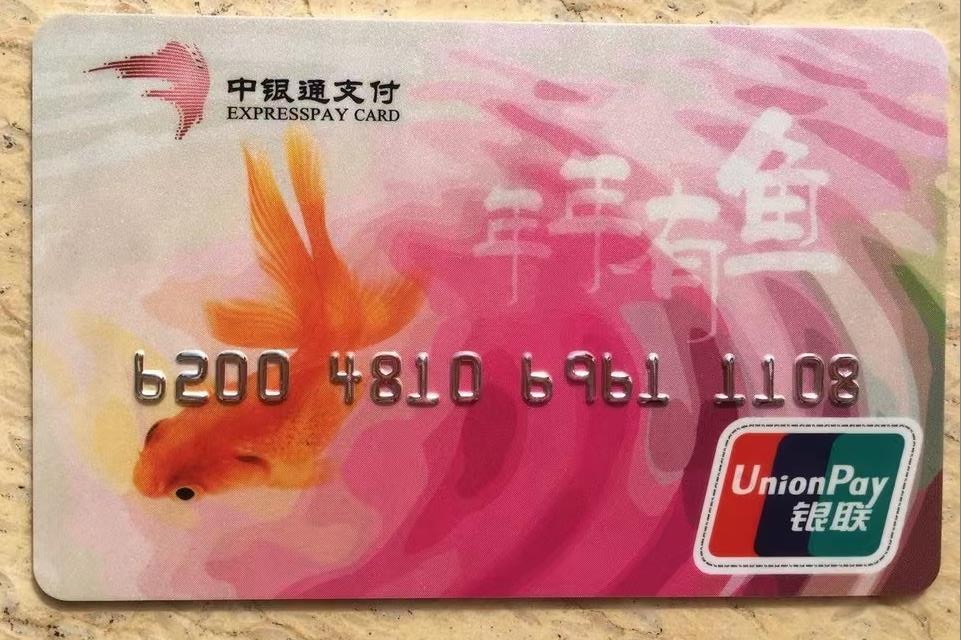 中银通支付
EXPRESSPAY CARD
年年有鱼
6200 4810 6961 1108
UnionPay
银联